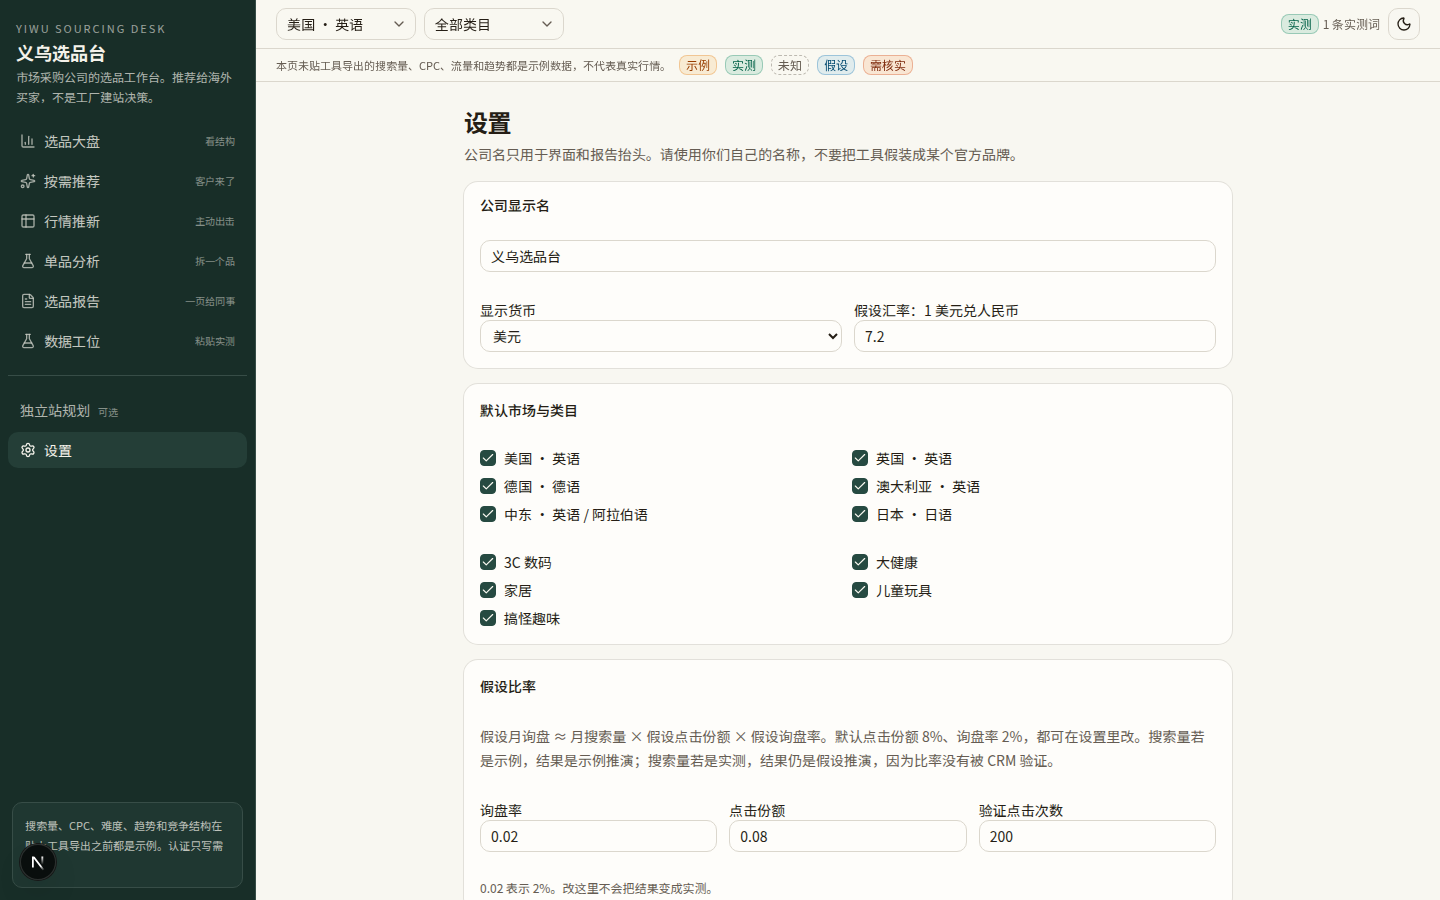 YIWU SOURCING DESK
义乌选品台
市场采购公司的选品工作台。推荐给海外
买家，不是工厂建站决策。
选品大盘 看结构
按需推荐 客户来了
行情推新 主动出击
单品分析 拆一个品
选品报告 一页给同事
数据工位 粘贴实测
独立站规划 可选
设置
搜索量、CPC、难度、趋势和竞争结构在
工具导出之前都是示例。认证只写需
N
美国 · 英语 全部类目 实测 1 条实测词
本页未贴工具导出的搜索量、CPC、流量和趋势都是示例数据，不代表真实行情。 示例 实测 未知 假设 需核实
设置
公司名只用于界面和报告抬头。请使用你们自己的名称，不要把工具假装成某个官方品牌。
公司显示名
义乌选品台
显示货币 假设汇率：1 美元兑人民币
美元 7.2
默认市场与类目
美国 · 英语 英国 · 英语
德国 · 德语 澳大利亚 · 英语
中东 · 英语 / 阿拉伯语 日本 · 日语
3C 数码 大健康
家居 儿童玩具
搞怪趣味
假设比率
假设月询盘 ≈ 月搜索量 × 假设点击份额 × 假设询盘率。默认点击份额 8%、询盘率 2%，都可在设置里改。搜索量若
是示例，结果是示例推演；搜索量若是实测，结果仍是假设推演，因为比率没有被 CRM 验证。
询盘率 点击份额 验证点击次数
0.02 0.08 200
0.02 表示 2%。改这里不会把结果变成实测。